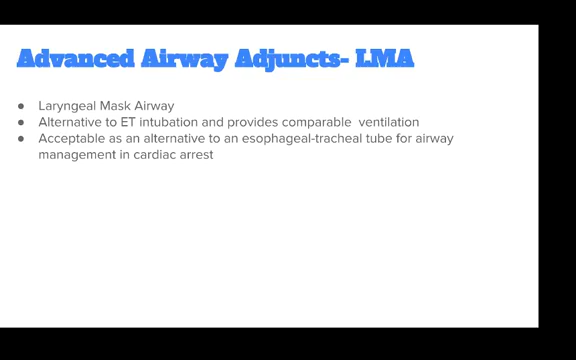 Advanced Airway Adjuncts- LMA
● Laryngeal Mask Airway
● Alternative to ET intubation and provides comparable ventilation
● Acceptable as an alternative to an esophageal-tracheal tube for airway
management in cardiac arrest